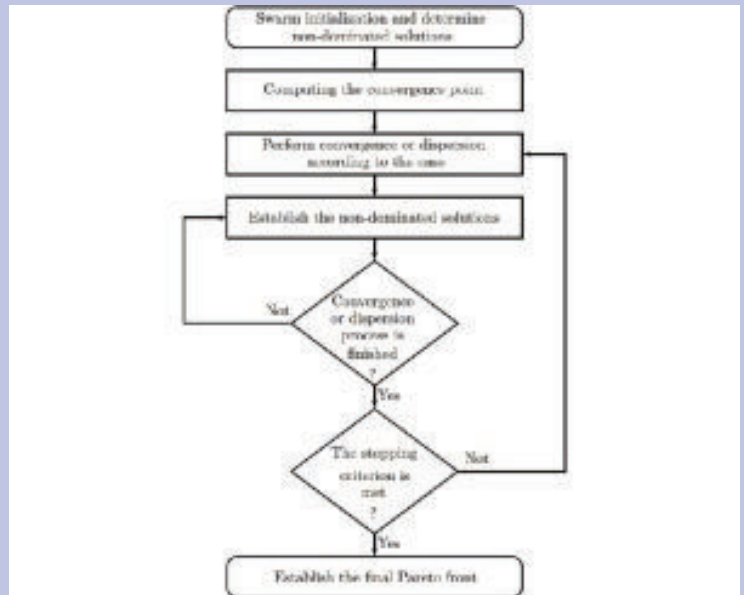 Swarm initialization and determine
non-dominated solutions
Computing the convergence point
Perform convergence or dispersion
according to the case
Establish the non-dominated solutions
Not
Convergence
or dispersion
process is
finished
?
Yes
The stopping
criterion is
met
?
Not
Yes
Establish the final Pareto front